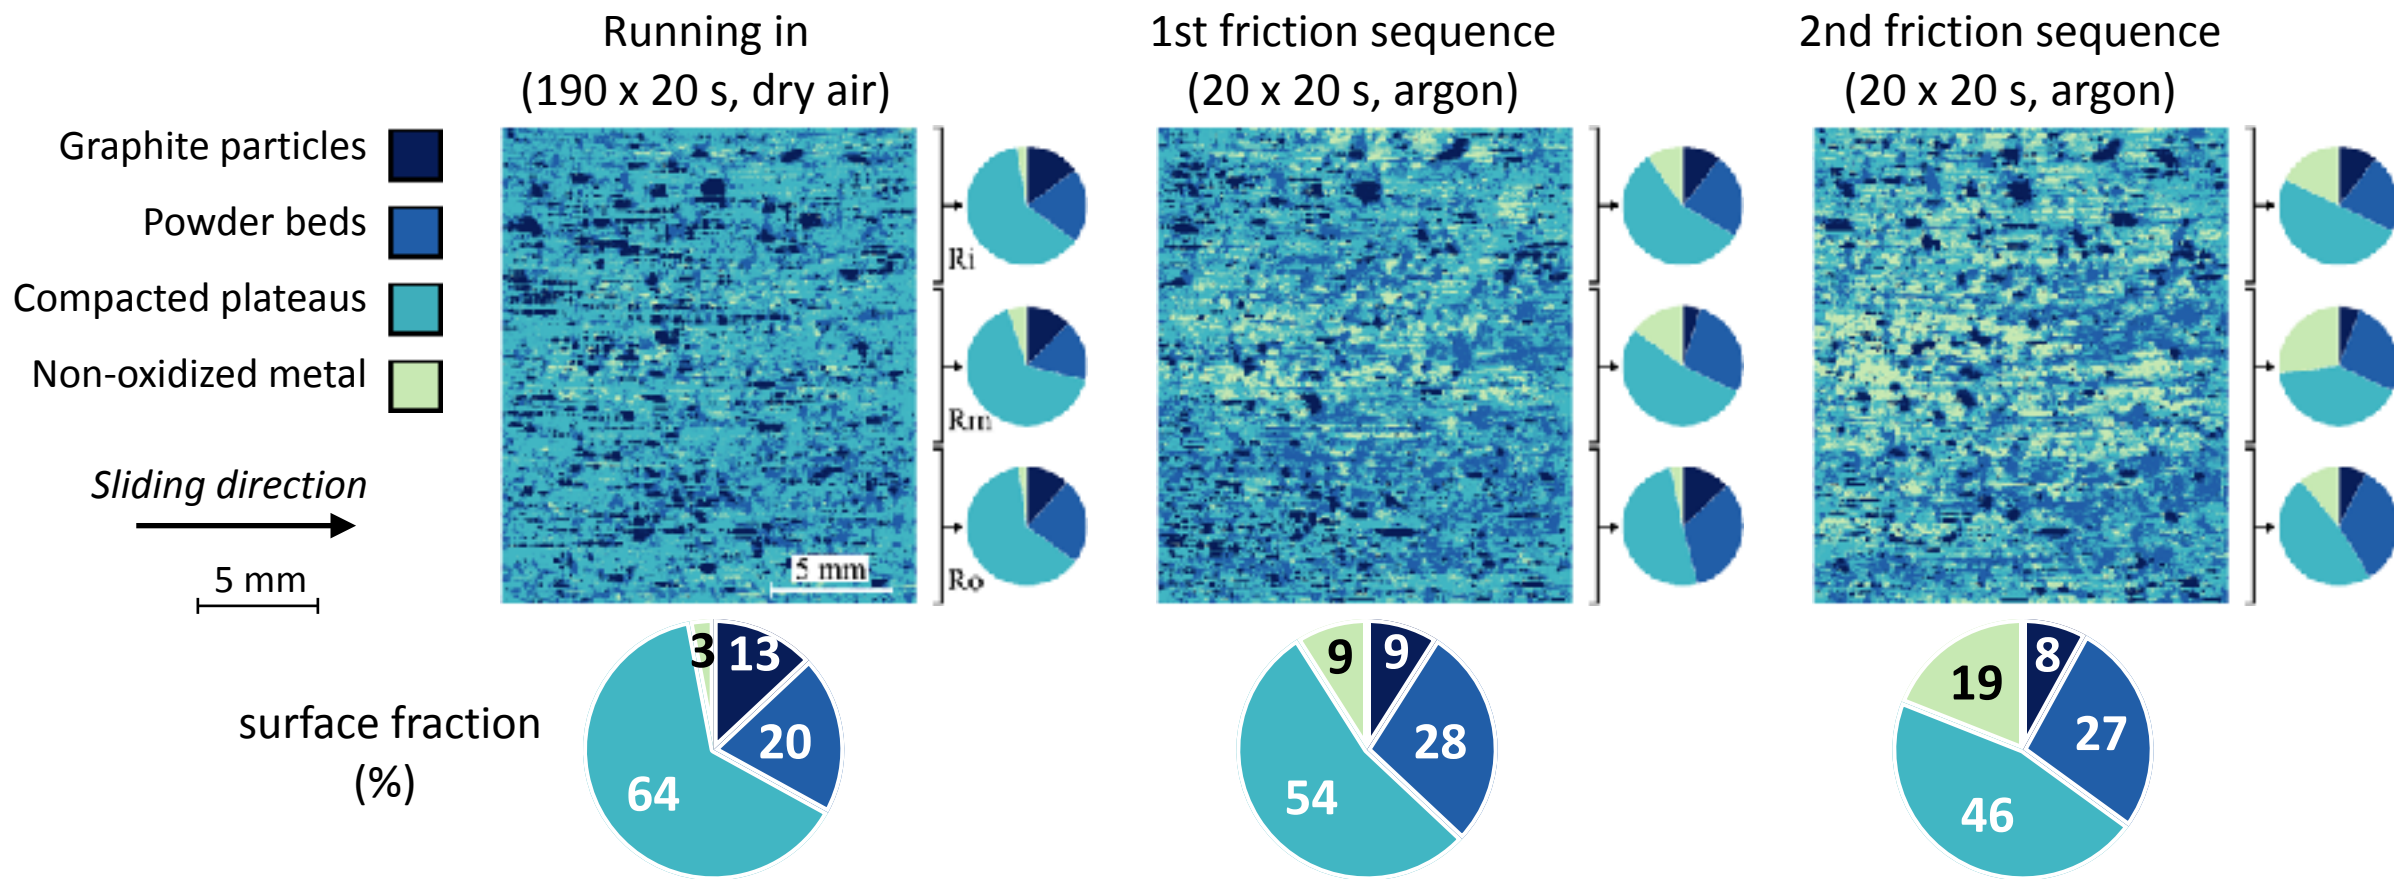 Running in
(190 x 20 s, dry air)
1st friction sequence
(20 x 20 s, argon)
2nd friction sequence
(20 x 20 s, argon)
Graphite particles
Powder beds
Compacted plateaus
Non-oxidized metal
Sliding direction
5 mm
Ri
Rm
Ro
5 mm
surface fraction
(%)
3
13
20
64
9
9
28
54
19
8
27
46